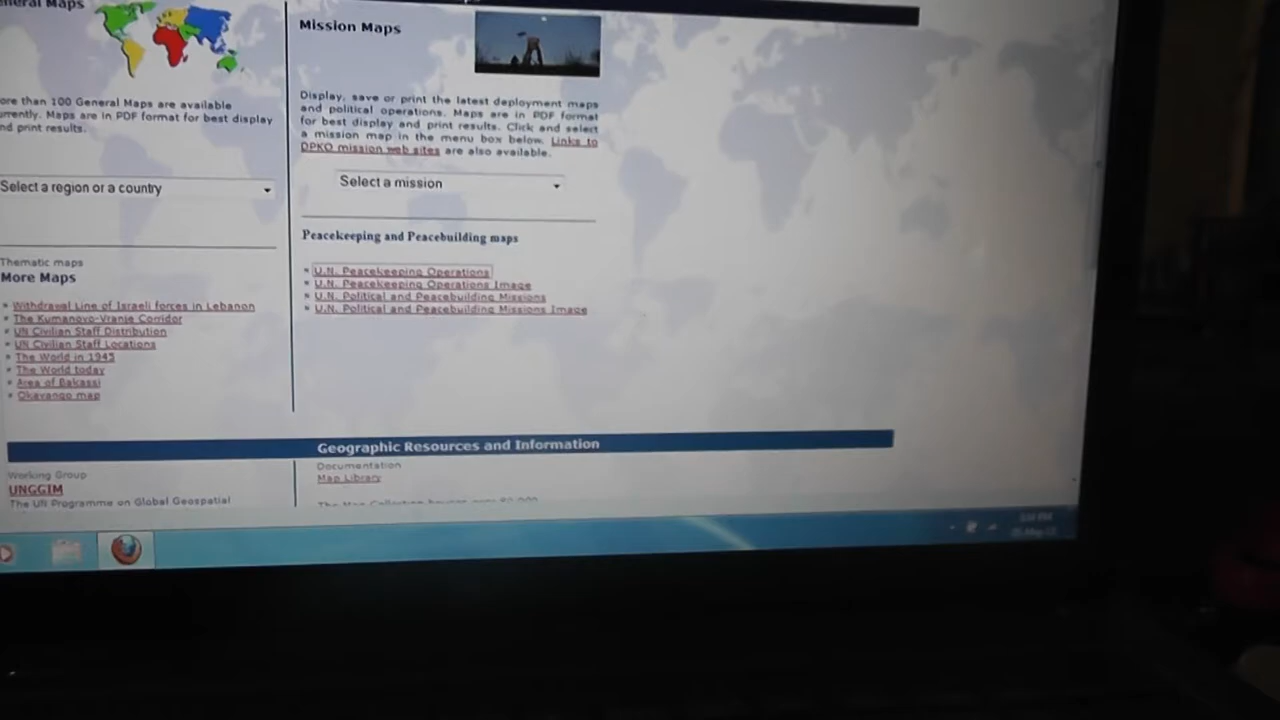 neral Maps
ore than 100 General Maps are available
urrently. Maps are in PDF format for best display
nd print results.
Select a region or a country
Thematic maps
More Maps
Withdrawal Line of Israeli forces in Lebanon
The Kumanovo-Vranje Corridor
UN Civilian Staff Distribution
UN Civilian Staff Locations
The World in 1945
The World today
Area of Bakassi
Okavango map
Mission Maps
Display, save or print the latest deployment maps
and political operations. Maps are in PDF format
for best display and print results. Click and select
a mission map in the menu box below. Links to
DPKO mission web sites are also available.
Select a mission
Peacekeeping and Peacebuilding maps
U.N. Peacekeeping Operations
U.N. Peacekeeping Operations Image
U.N. Political and Peacebuilding Missions
U.N. Political and Peacebuilding Missions Image
Geographic Resources and Information
Working Group
UNGGIM
The UN Programme on Global Geospatial
Documentation
Map Library
The Map Collection